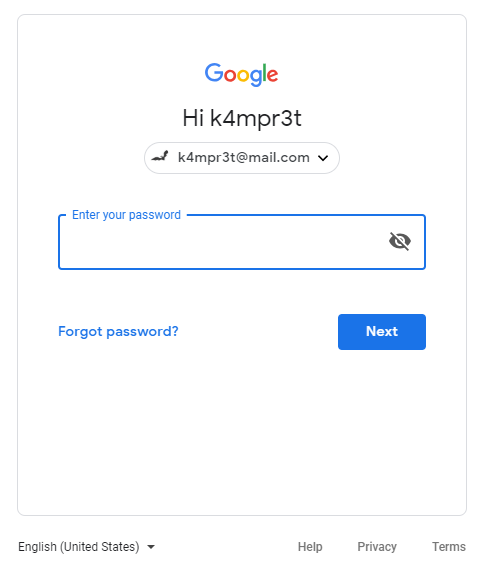 Google
Hi k4mpr3t
k4mpr3t@mail.com
Enter your password
Forgot password?
Next
English (United States)
Help
Privacy
Terms